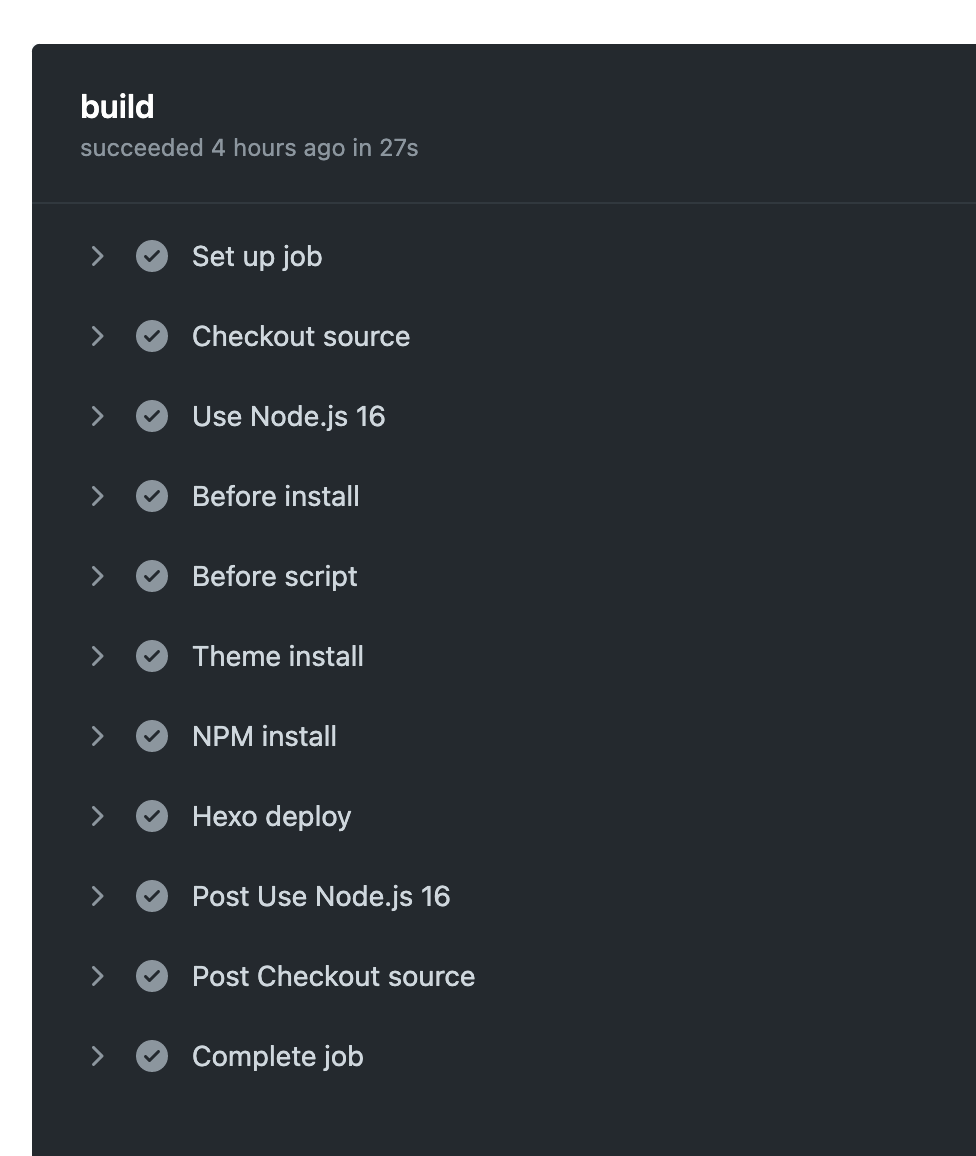 build
succeeded 4 hours ago in 27s
Set up job
Checkout source
Use Node.js 16
Before install
Before script
Theme install
NPM install
Hexo deploy
Post Use Node.js 16
Post Checkout source
Complete job